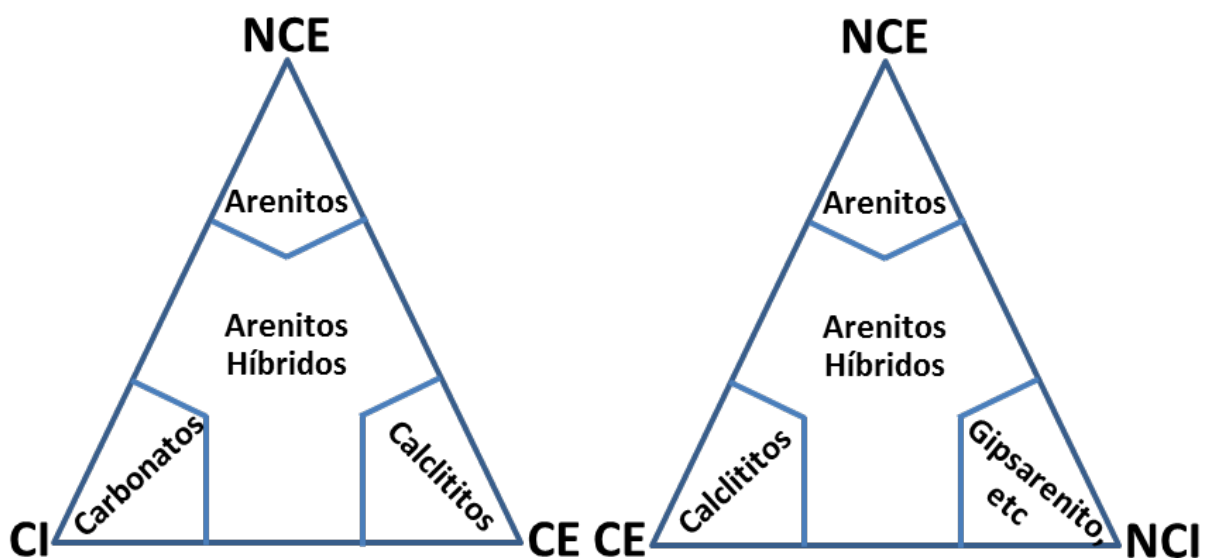 NCE
Arenitos
Arenitos
Híbridos
Carbonatos
Calclititos
CI
CE
NCE
Arenitos
Arenitos
Híbridos
Calclititos
Gipsarenito,
etc
CE
NCI